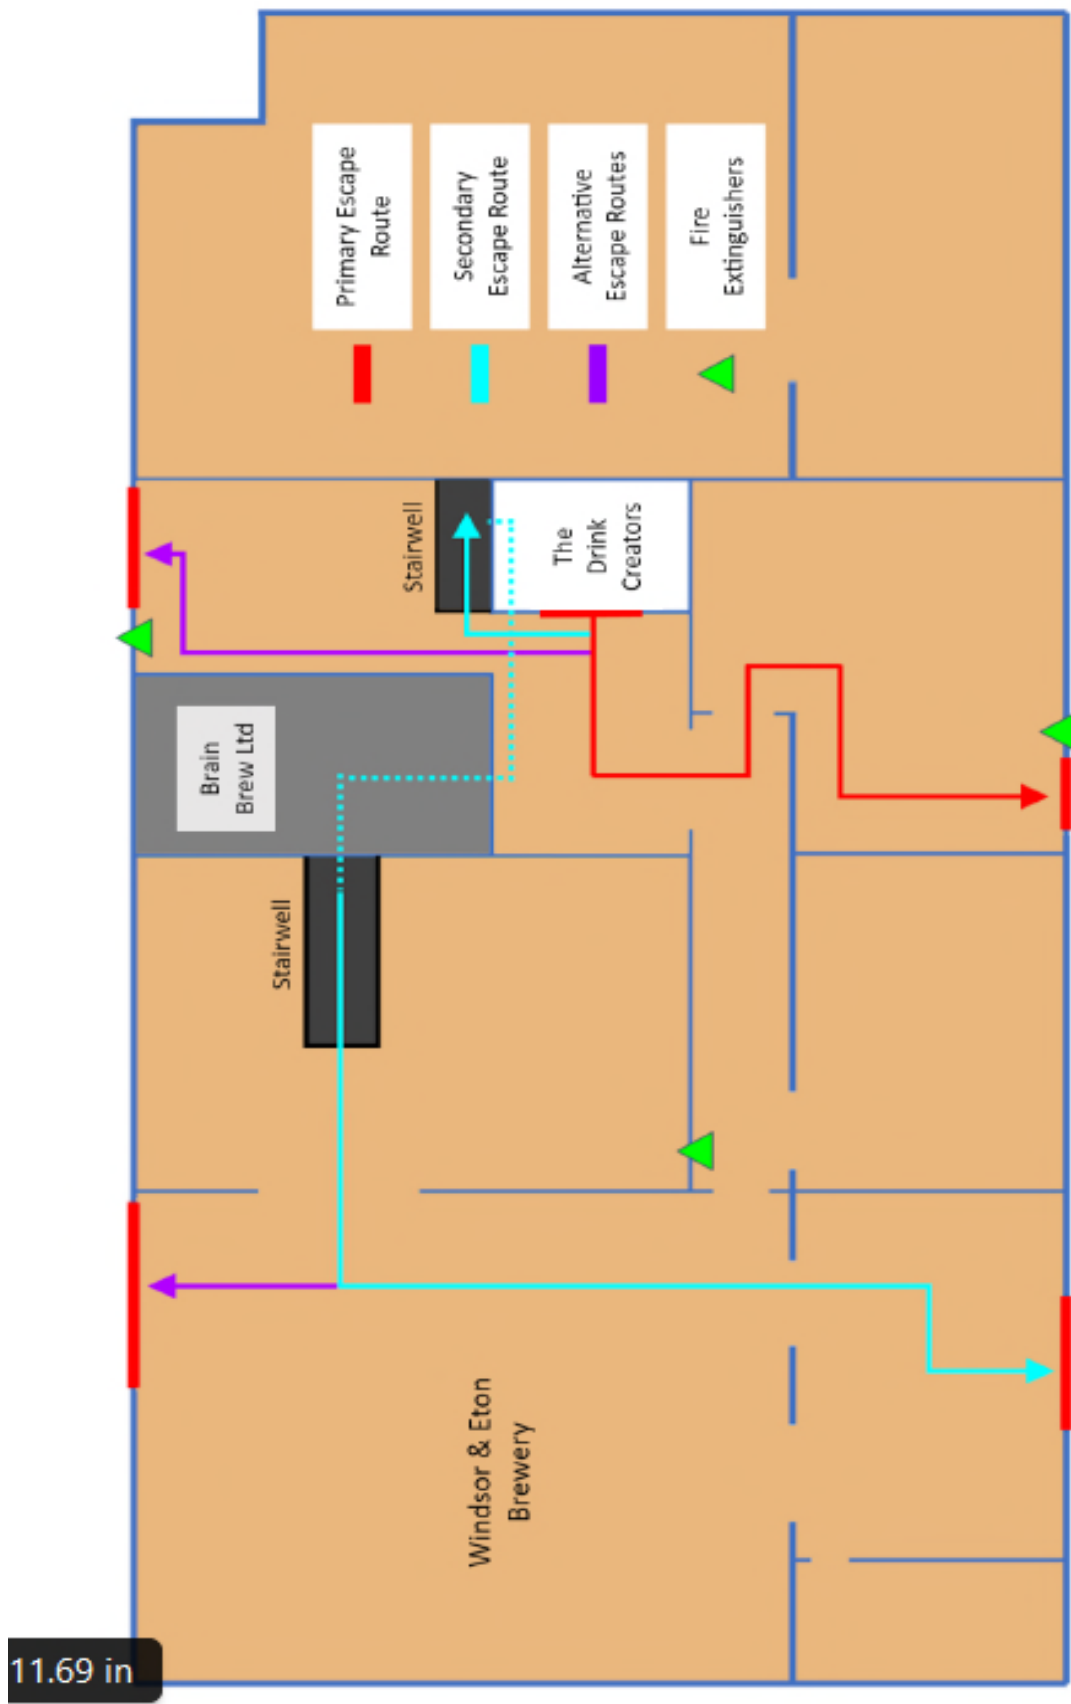 Primary Escape
Route
Secondary
Escape Route
Alternative
Escape Routes
Fire
Extinguishers
Stairwell
The
Drink
Creators
Brain
Brew Ltd
Stairwell
Windsor & Eton
Brewery
11.69 in